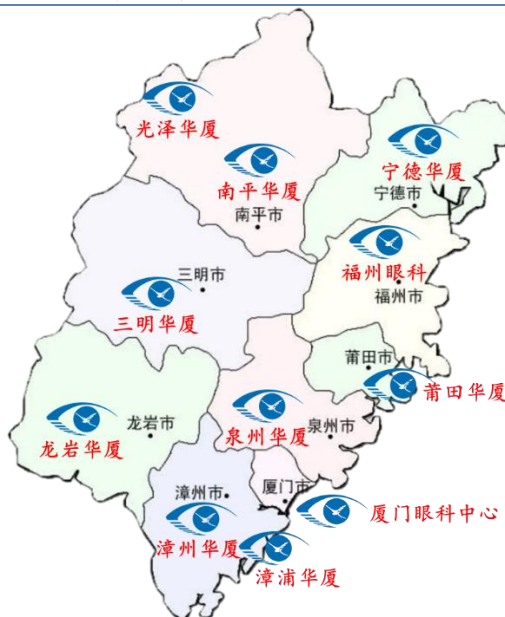 光泽华厦
南平华厦
宁德华厦
宁德市
南平市
福州眼科
福州市
三明市
三明华厦
莆田市
莆田华厦
龙岩市
龙岩华厦
泉州华厦
泉州市
漳州市
厦门市
厦门眼科中心
漳州华厦
漳浦华厦